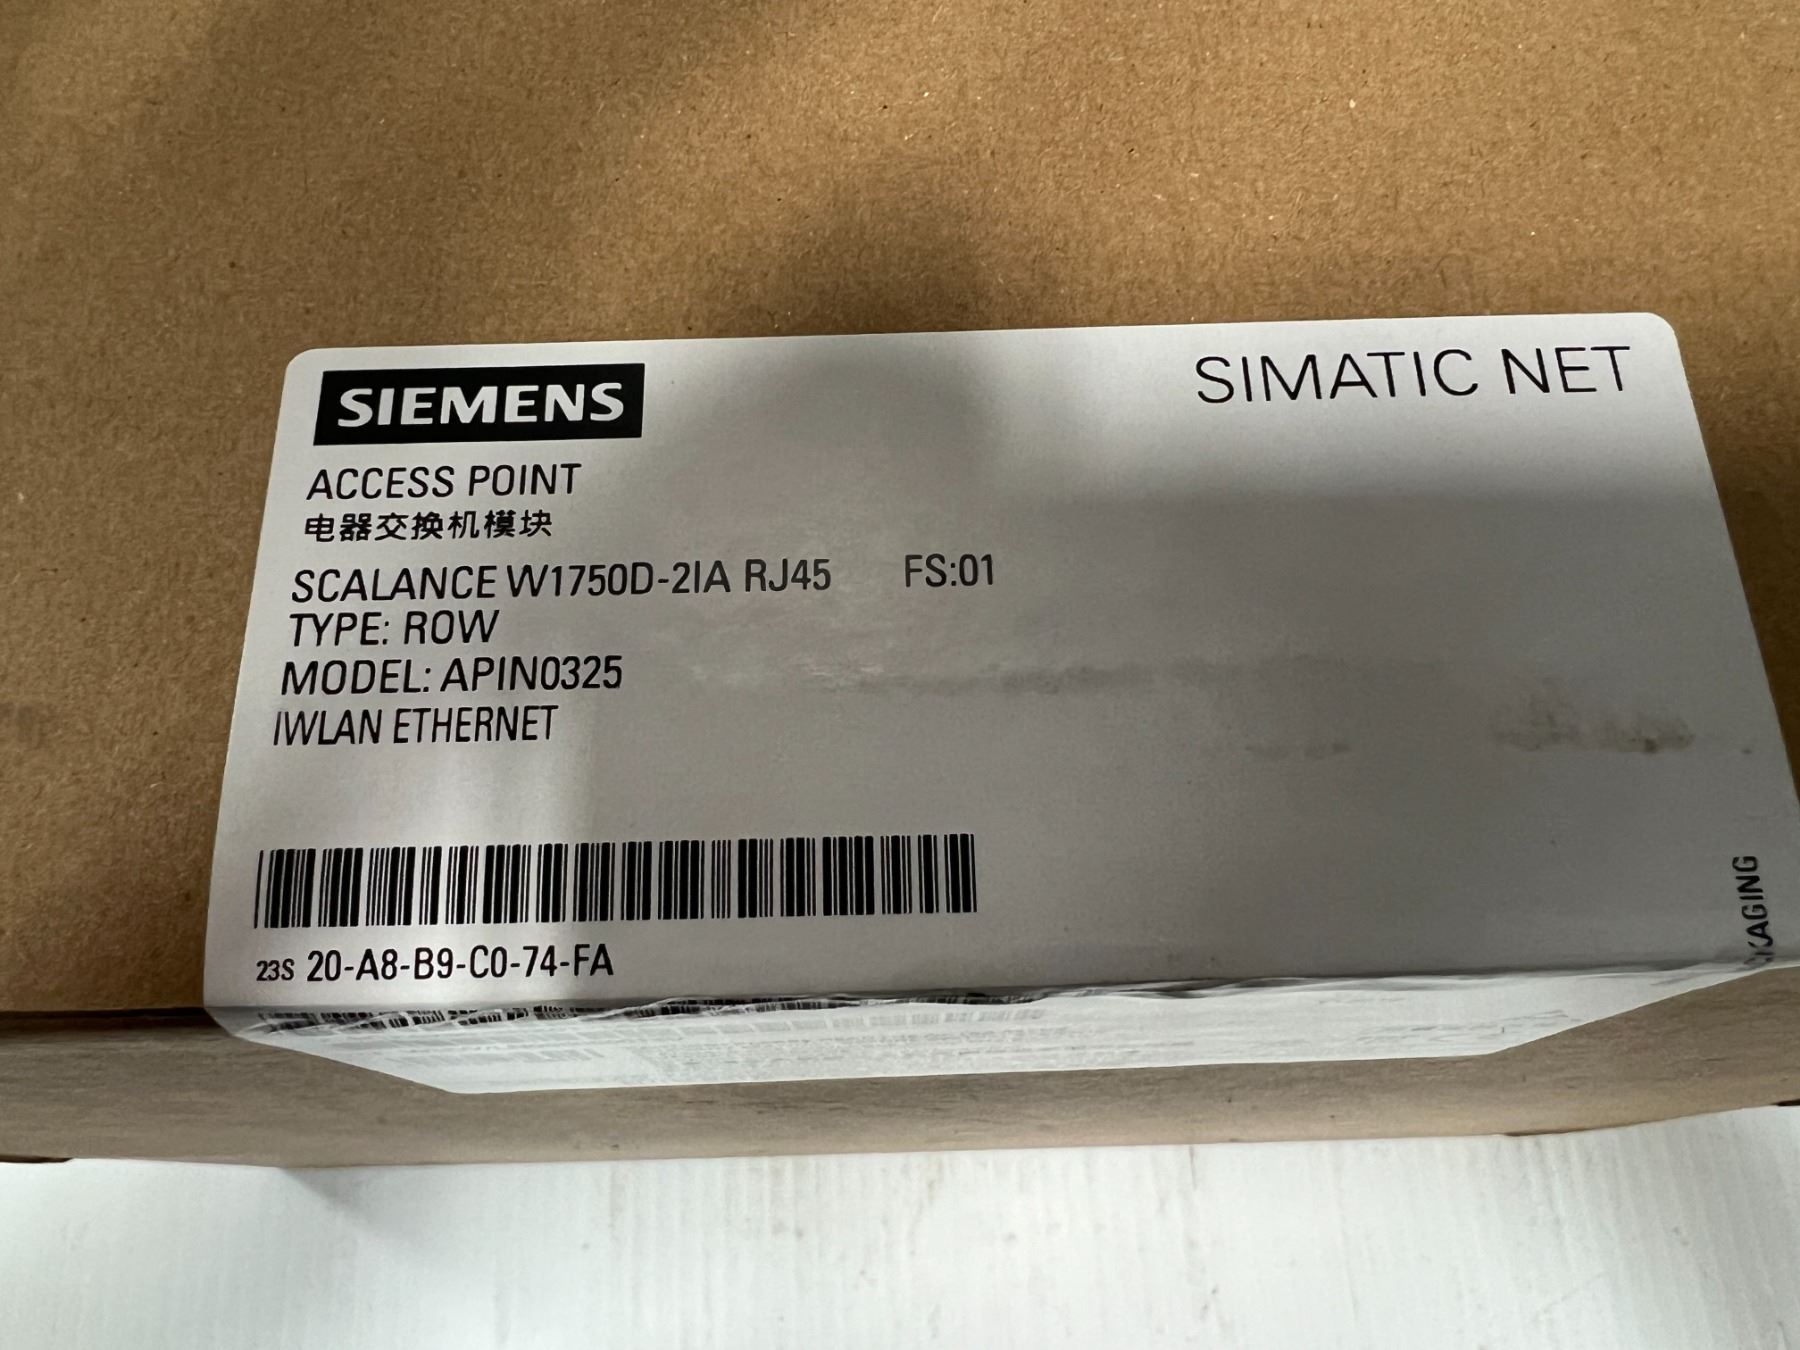 SIEMENS
SIMATIC NET
ACCESS POINT
电器交换机模块
SCALANCE W1750D-2IA RJ45 FS:01
TYPE: ROW
MODEL: APIN0325
IWLAN ETHERNET
23S 20-A8-B9-C0-74-FA